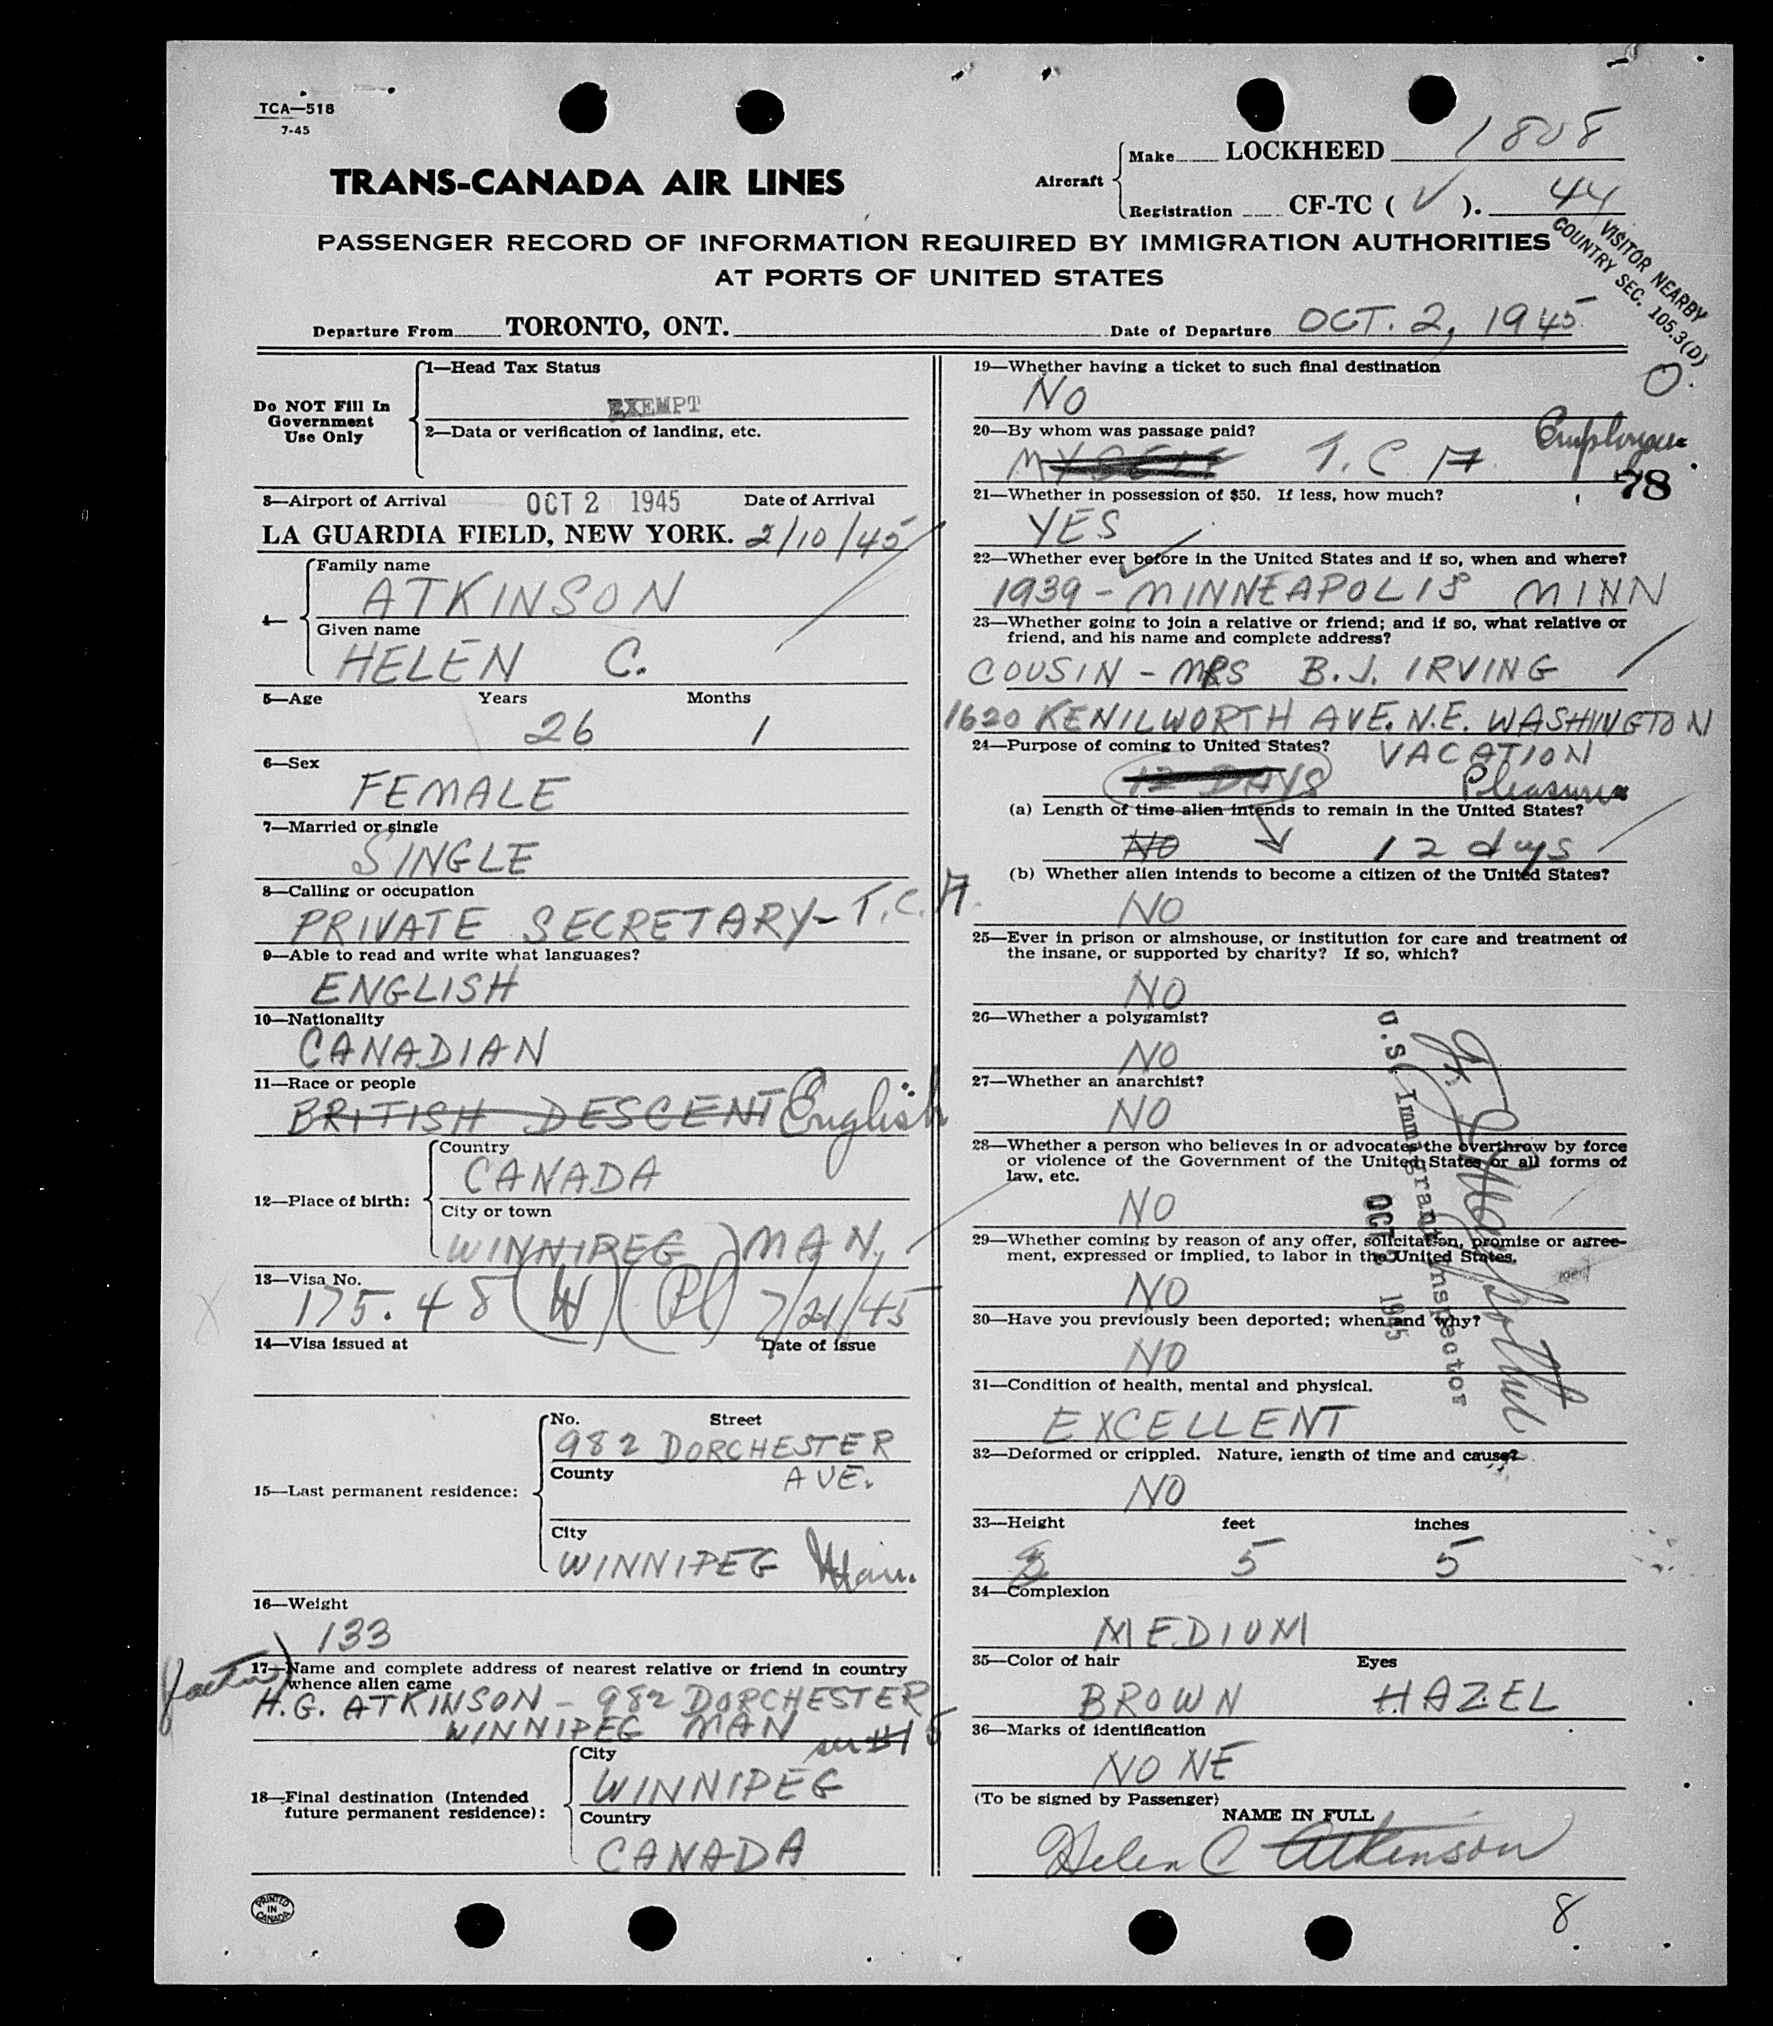 TCA—518
7-45
TRANS-CANADA AIR LINES
Aircraft
Make LOCKHEED 1808
Registration CF-TC ( V ). 44
PASSENGER RECORD OF INFORMATION REQUIRED BY IMMIGRATION AUTHORITIES
AT PORTS OF UNITED STATES
VISITOR NEARBY
COUNTRY SEC. 105.3(D)
Departure From TORONTO, ONT. Date of Departure OCT. 2, 1945
Do NOT Fill In
Government
Use Only
1—Head Tax Status
EXEMPT
2—Data or verification of landing, etc.
3—Airport of Arrival OCT 2 1945 Date of Arrival
LA GUARDIA FIELD, NEW YORK. 2/10/45
4—
Family name
ATKINSON
Given name
HELEN C.
5—Age Years Months
26 1
6—Sex
FEMALE
7—Married or single
SINGLE
8—Calling or occupation
PRIVATE SECRETARY - T.C.A.
9—Able to read and write what languages?
ENGLISH
10—Nationality
CANADIAN
11—Race or people
BRITISH DESCENT English
12—Place of birth:
Country
CANADA
City or town
WINNIPEG MAN.
13—Visa No.
175.48 (W) (Pl) 7/21/45
14—Visa issued at Date of issue
15—Last permanent residence:
No. Street
982 DORCHESTER
County AVE.
City
WINNIPEG Man.
16—Weight
133
17—Name and complete address of nearest relative or friend in country
whence alien came
(father)
H.G. ATKINSON - 982 DORCHESTER
WINNIPEG MAN
see #15
18—Final destination (Intended
future permanent residence):
City
WINNIPEG
Country
CANADA
PRINTED
IN
CANADA
19—Whether having a ticket to such final destination
NO
O.
20—By whom was passage paid? Employee
MYSELF T.C.A.
78
21—Whether in possession of $50. If less, how much?
YES
22—Whether ever before in the United States and if so, when and where?
1939 - MINNEAPOLIS MINN
23—Whether going to join a relative or friend; and if so, what relative or
friend, and his name and complete address?
COUSIN - MRS B.J. IRVING
1620 KENILWORTH AVE. N.E. WASHINGTON
24—Purpose of coming to United States? VACATION
12 DAYS Pleasure
(a) Length of time alien intends to remain in the United States?
NO 12 days
(b) Whether alien intends to become a citizen of the United States?
NO
25—Ever in prison or almshouse, or institution for care and treatment of
the insane, or supported by charity? If so, which?
NO
26—Whether a polygamist?
NO
27—Whether an anarchist?
NO
28—Whether a person who believes in or advocates the overthrow by force
or violence of the Government of the United States or all forms of
law, etc.
NO
29—Whether coming by reason of any offer, solicitation, promise or agree-
ment, expressed or implied, to labor in the United States.
NO
30—Have you previously been deported; when and why?
NO
U.S. Immigrant Inspector
OCT 2 1945
31—Condition of health, mental and physical.
EXCELLENT
32—Deformed or crippled. Nature, length of time and cause?
NO
33—Height feet inches
5 5
34—Complexion
MEDIUM
35—Color of hair Eyes
BROWN HAZEL
36—Marks of identification
NONE
(To be signed by Passenger)
NAME IN FULL
Helen C Atkinson
8